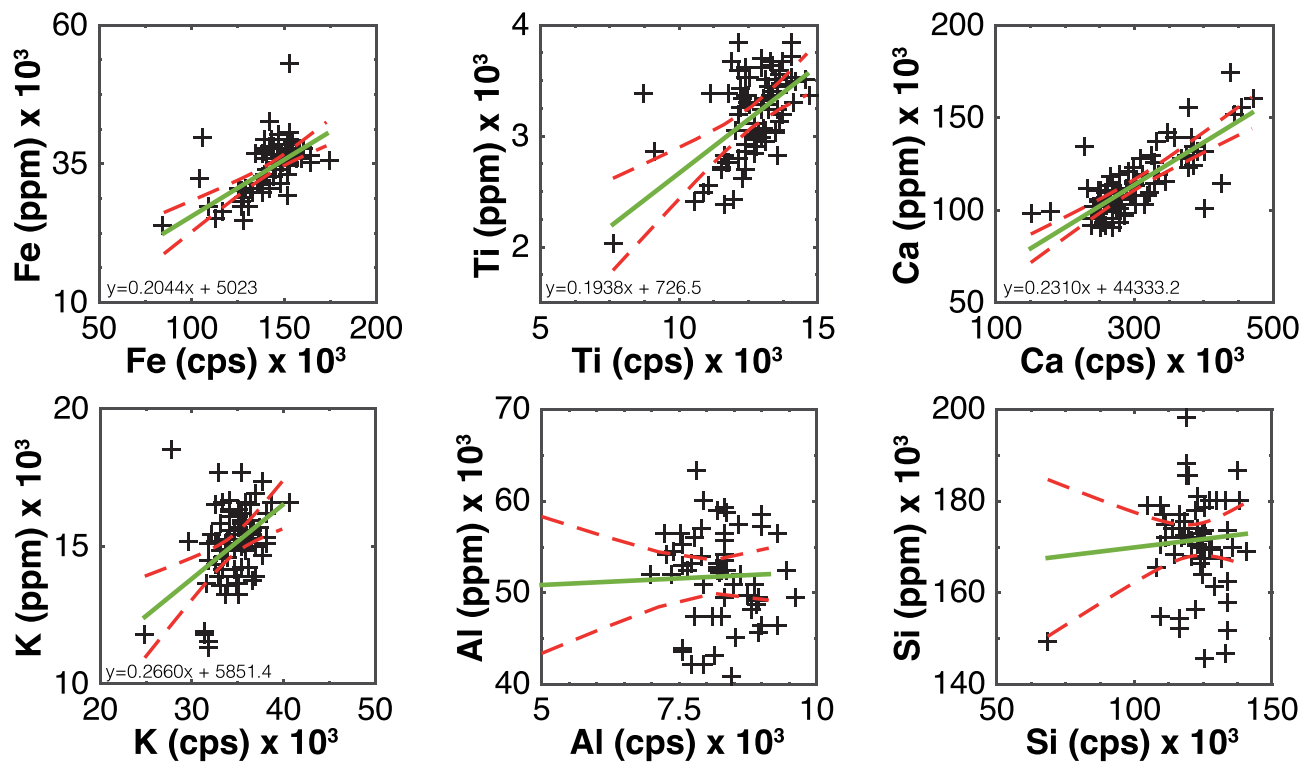 60
35
10
Fe (ppm) x 10³
y=0.2044x + 5023
50 100 150 200
Fe (cps) x 10³
4
3
2
Ti (ppm) x 10³
y=0.1938x + 726.5
5 10 15
Ti (cps) x 10³
200
150
100
50
Ca (ppm) x 10³
y=0.2310x + 44333.2
100 300 500
Ca (cps) x 10³
20
15
10
K (ppm) x 10³
y=0.2660x + 5851.4
20 30 40 50
K (cps) x 10³
70
60
50
40
Al (ppm) x 10³
5 7.5 10
Al (cps) x 10³
200
180
160
140
Si (ppm) x 10³
50 100 150
Si (cps) x 10³